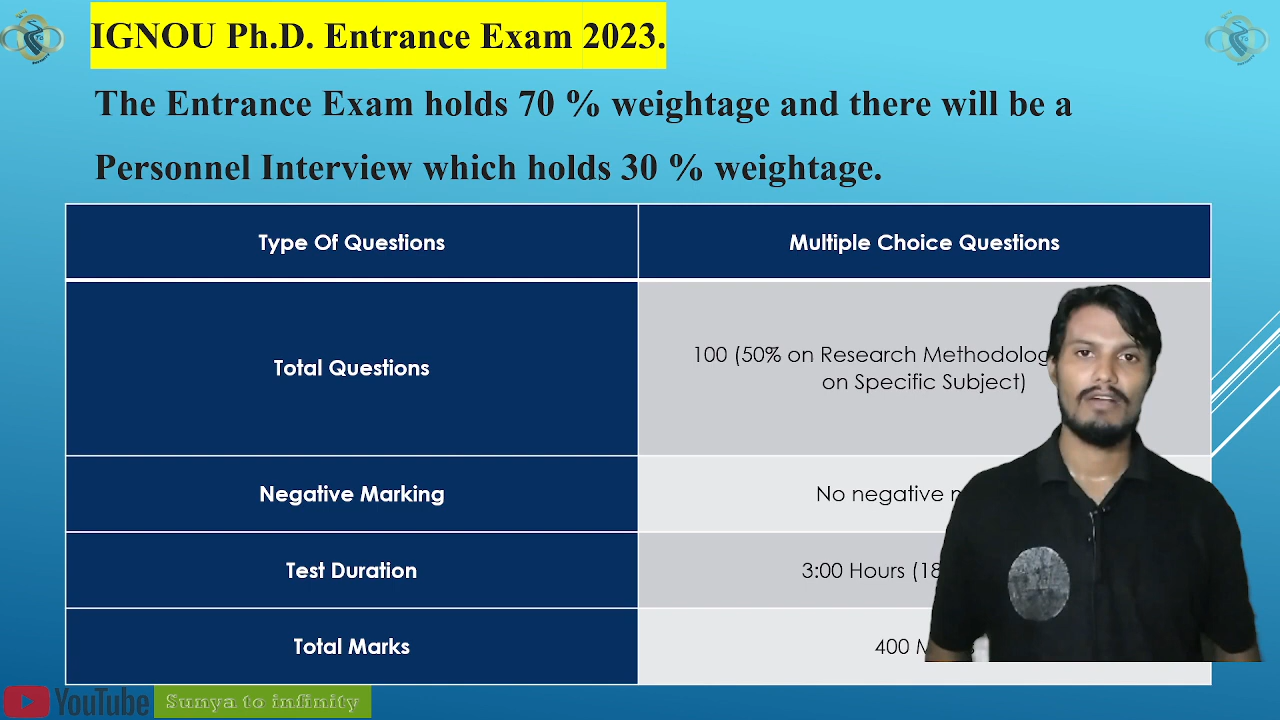 IGNOU Ph.D. Entrance Exam 2023.
The Entrance Exam holds 70 % weightage and there will be a
Personnel Interview which holds 30 % weightage.
Type Of Questions
Multiple Choice Questions
Total Questions
100 (50% on Research
on Specific Subject)
Negative Marking
No negative
Test Duration
3:00 Hours
Total Marks
400
YouTube
Sunya to infinity